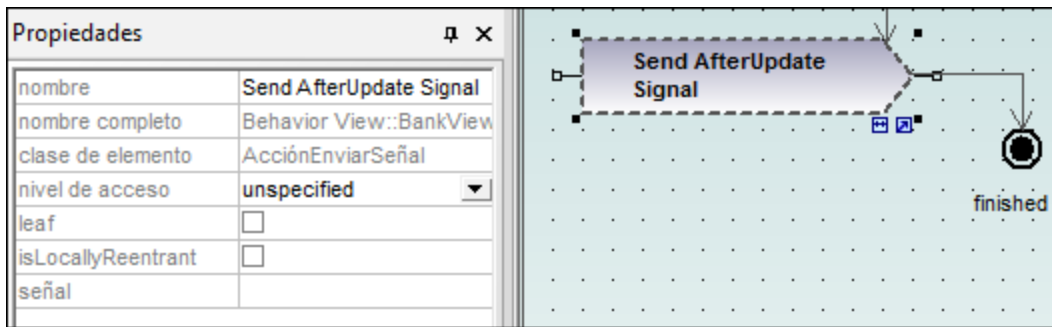 Propiedades
nombre Send AfterUpdate Signal
nombre completo Behavior View::BankView
clase de elemento AcciónEnviarSeñal
nivel de acceso unspecified
leaf
isLocallyReentrant
señal
Send AfterUpdate
Signal
finished